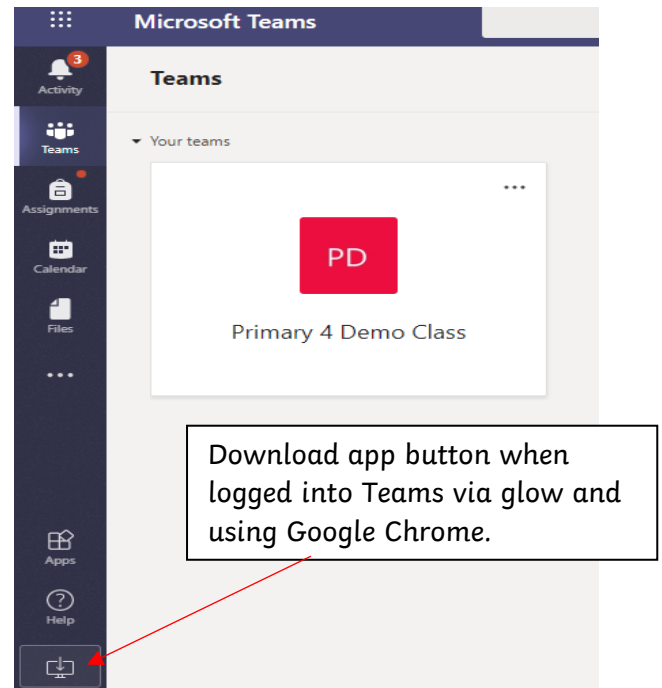 Microsoft Teams
3
Activity
Teams
Teams
Your teams
Assignments
...
PD
Calendar
Primary 4 Demo Class
Files
...
Download app button when
logged into Teams via glow and
using Google Chrome.
Apps
?
Help